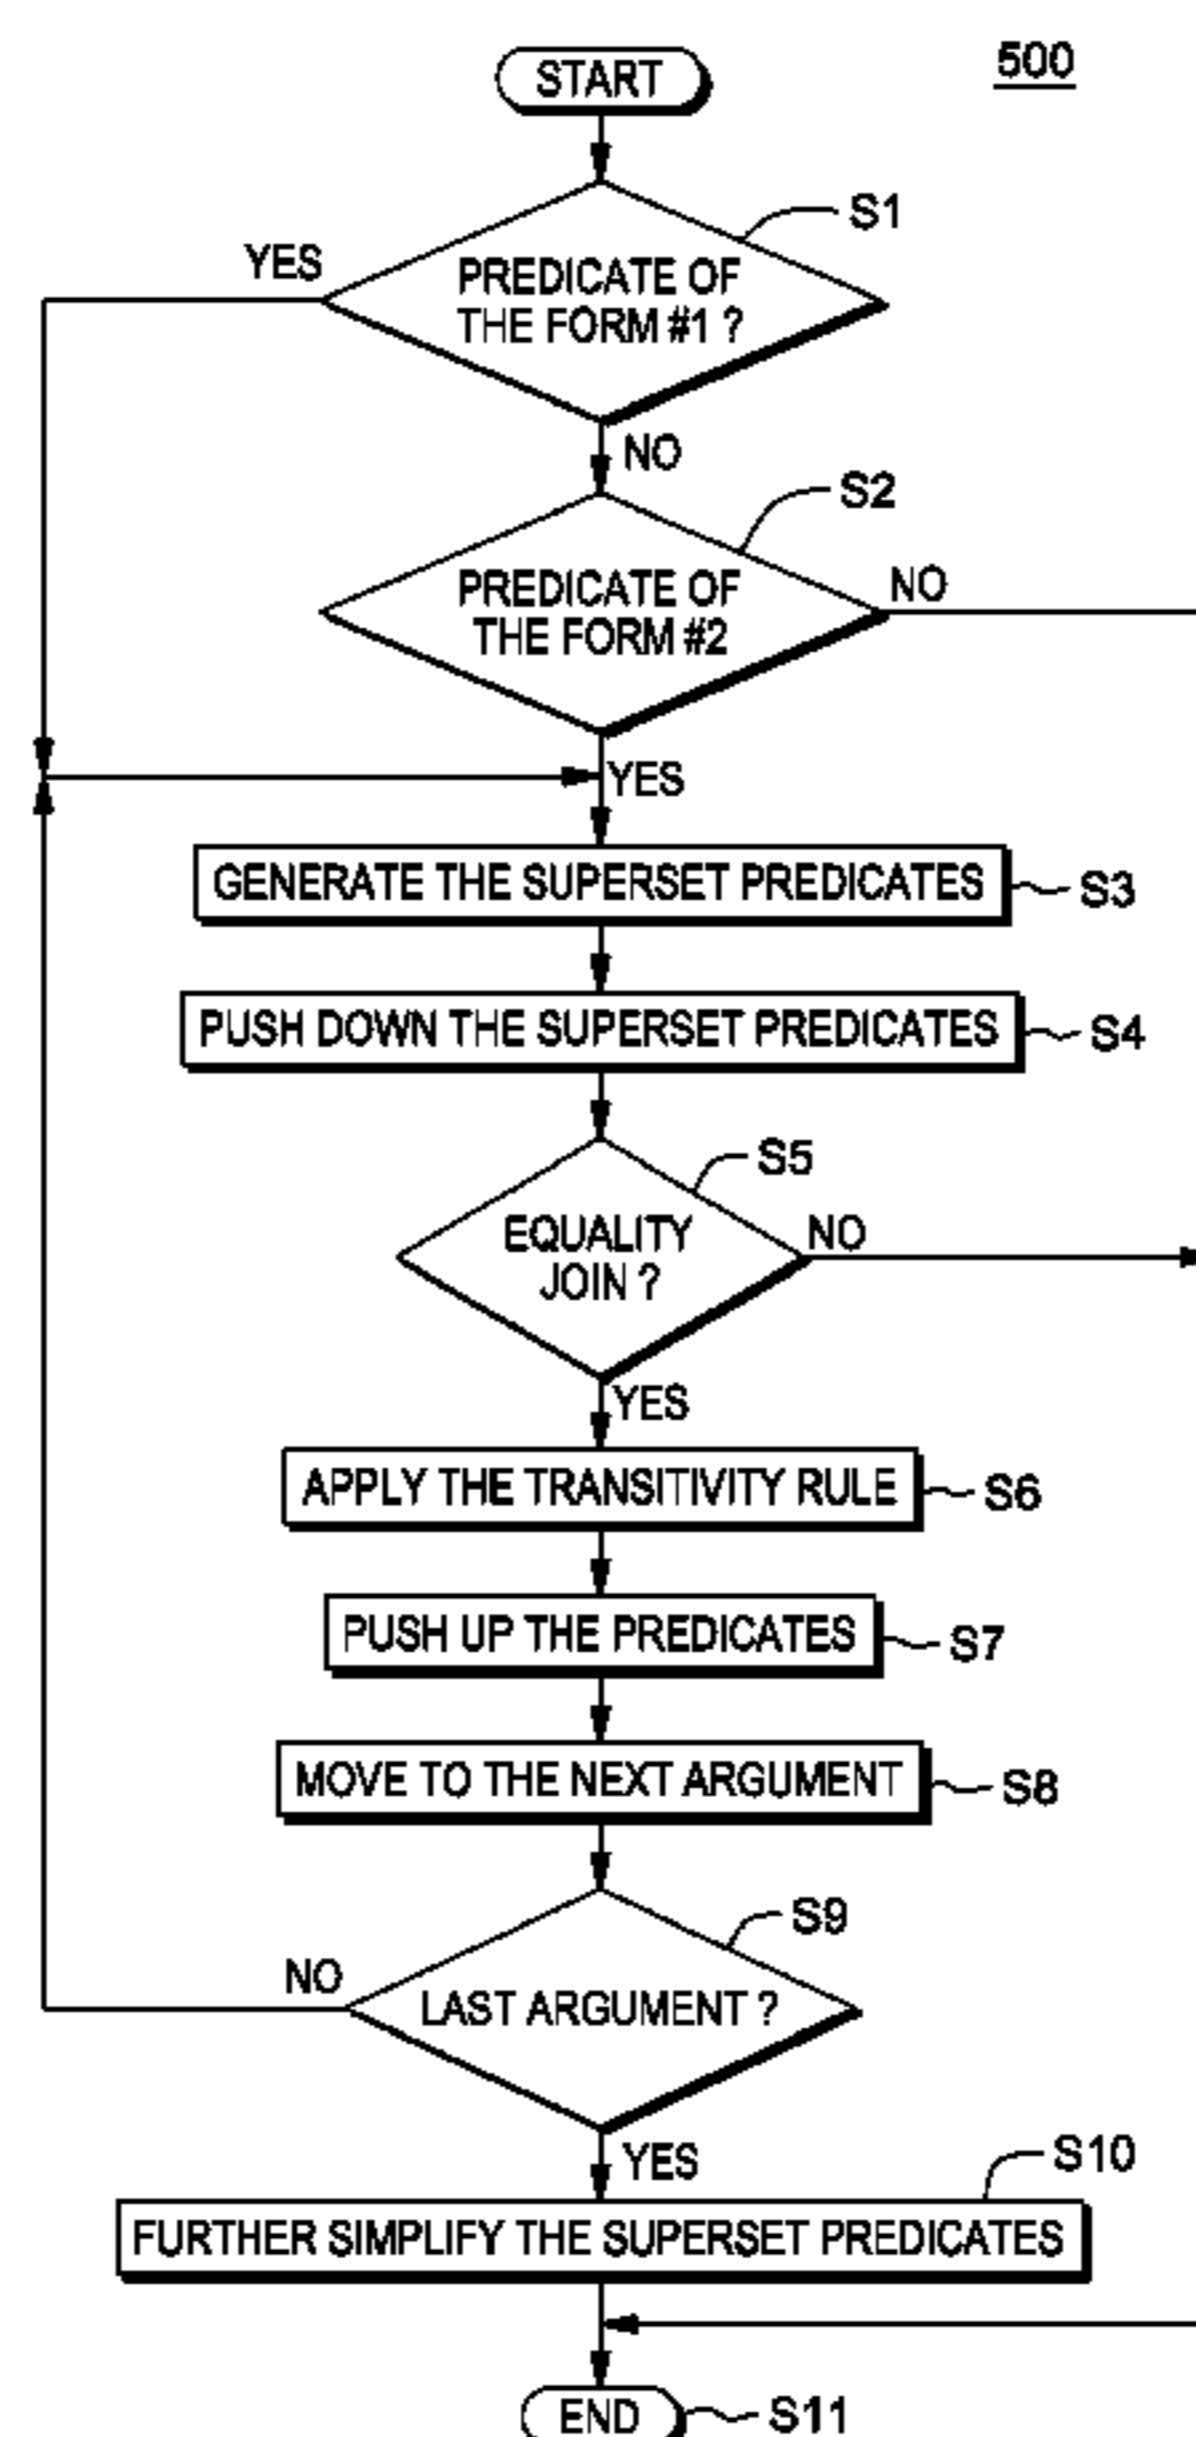 500
START
S1
YES
PREDICATE OF
THE FORM #1 ?
NO
S2
PREDICATE OF
THE FORM #2
NO
YES
GENERATE THE SUPERSET PREDICATES
S3
PUSH DOWN THE SUPERSET PREDICATES
S4
S5
EQUALITY
JOIN ?
NO
YES
APPLY THE TRANSITIVITY RULE
S6
PUSH UP THE PREDICATES
S7
MOVE TO THE NEXT ARGUMENT
S8
S9
NO
LAST ARGUMENT ?
YES
S10
FURTHER SIMPLIFY THE SUPERSET PREDICATES
END
S11